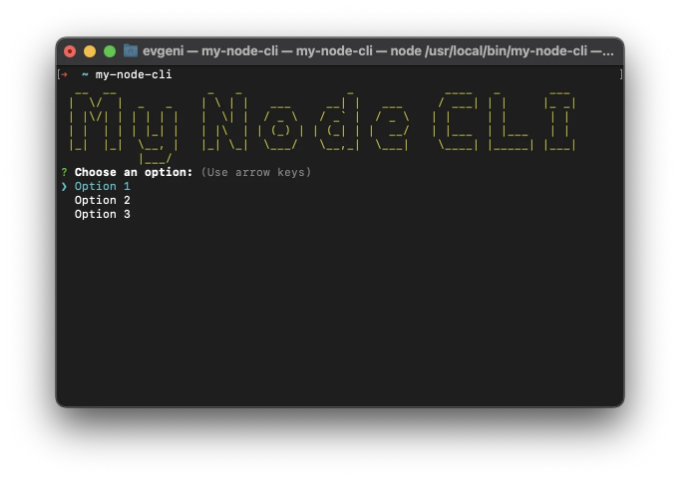 evgeni — my-node-cli — my-node-cli — node /usr/local/bin/my-node-cli —...
[➜ ~ my-node-cli ]
My Node CLI
? Choose an option: (Use arrow keys)
❯ Option 1
Option 2
Option 3